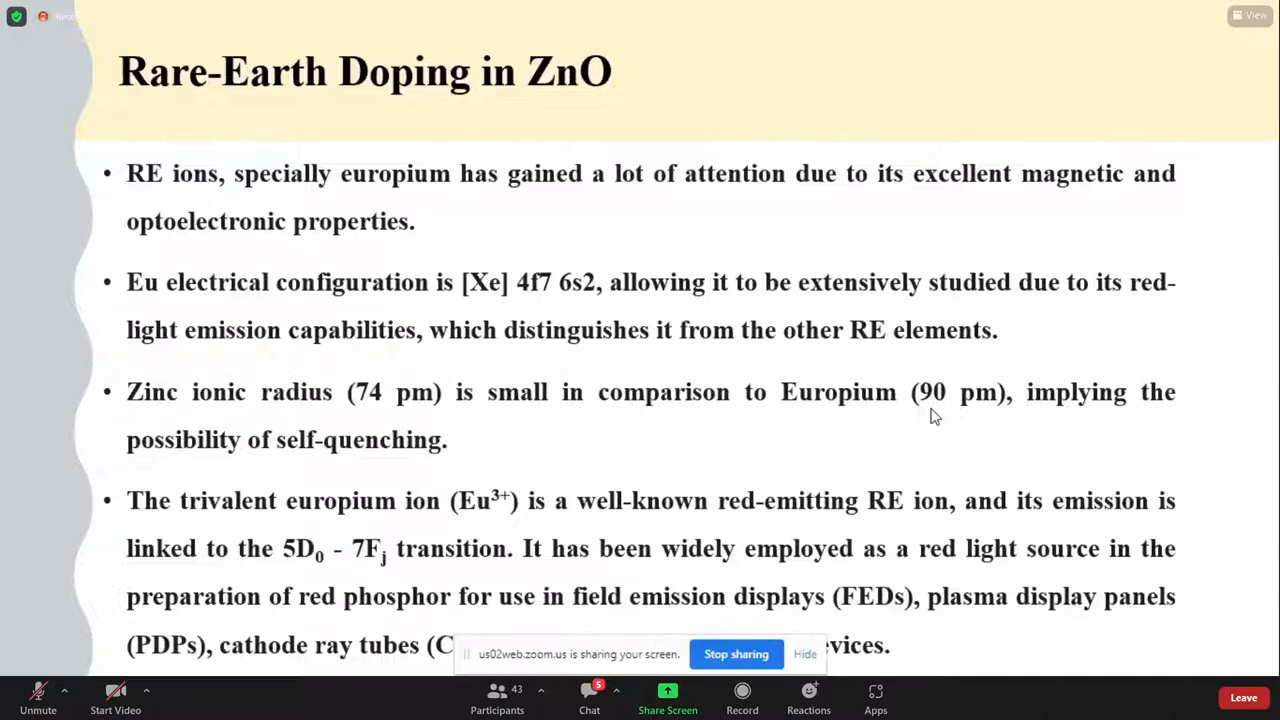 View
Rare-Earth Doping in ZnO
• RE ions, specially europium has gained a lot of attention due to its excellent magnetic and
optoelectronic properties.
• Eu electrical configuration is [Xe] 4f7 6s2, allowing it to be extensively studied due to its red-
light emission capabilities, which distinguishes it from the other RE elements.
• Zinc ionic radius (74 pm) is small in comparison to Europium (90 pm), implying the
possibility of self-quenching.
• The trivalent europium ion (Eu³⁺) is a well-known red-emitting RE ion, and its emission is
linked to the 5D₀ - 7Fⱼ transition. It has been widely employed as a red light source in the
preparation of red phosphor for use in field emission displays (FEDs), plasma display panels
(PDPs), cathode ray tubes (C
us02web.zoom.us is sharing your screen. Stop sharing Hide
Unmute Start Video Participants 43 Chat 5 Share Screen Record Reactions Apps Leave